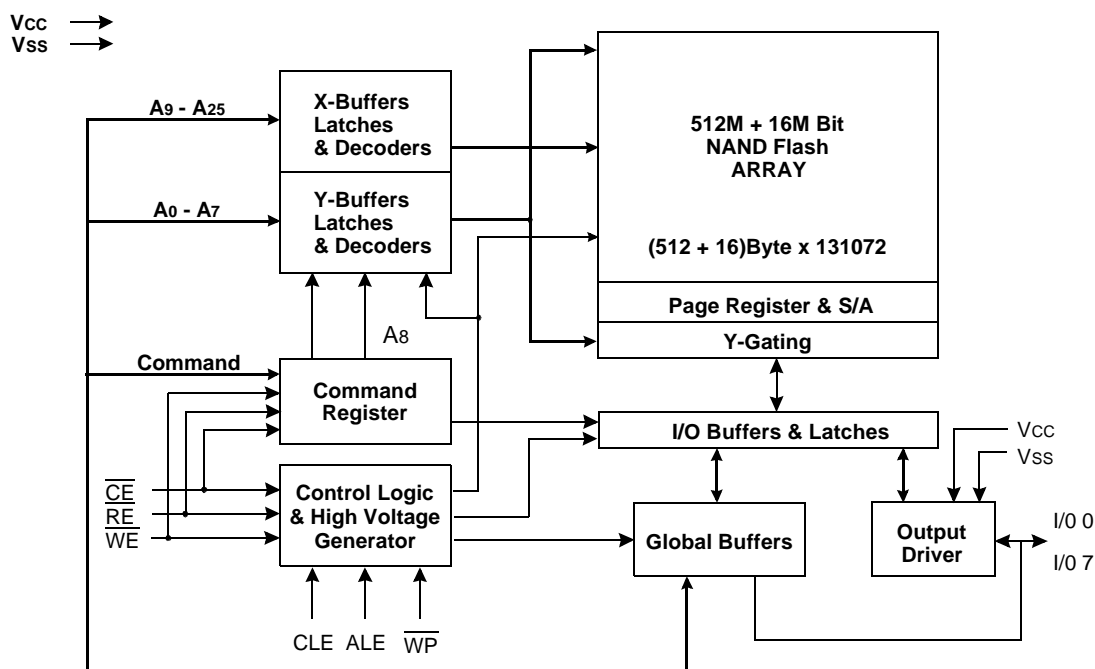 VCC
VSS
A9 - A25
X-Buffers
Latches
& Decoders
512M + 16M Bit
NAND Flash
ARRAY
A0 - A7
Y-Buffers
Latches
& Decoders
(512 + 16)Byte x 131072
Page Register & S/A
Y-Gating
A8
Command
Command
Register
I/O Buffers & Latches
VCC
VSS
CE
RE
WE
Control Logic
& High Voltage
Generator
Global Buffers
Output
Driver
I/0 0
I/0 7
CLE
ALE
WP